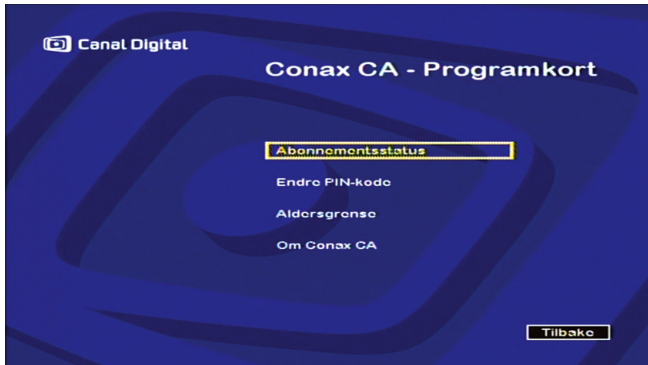 Canal Digital
Conax CA - Programkort
Abonnementsstatus
Endre PIN-kode
Aldersgrense
Om Conax CA
Tilbake